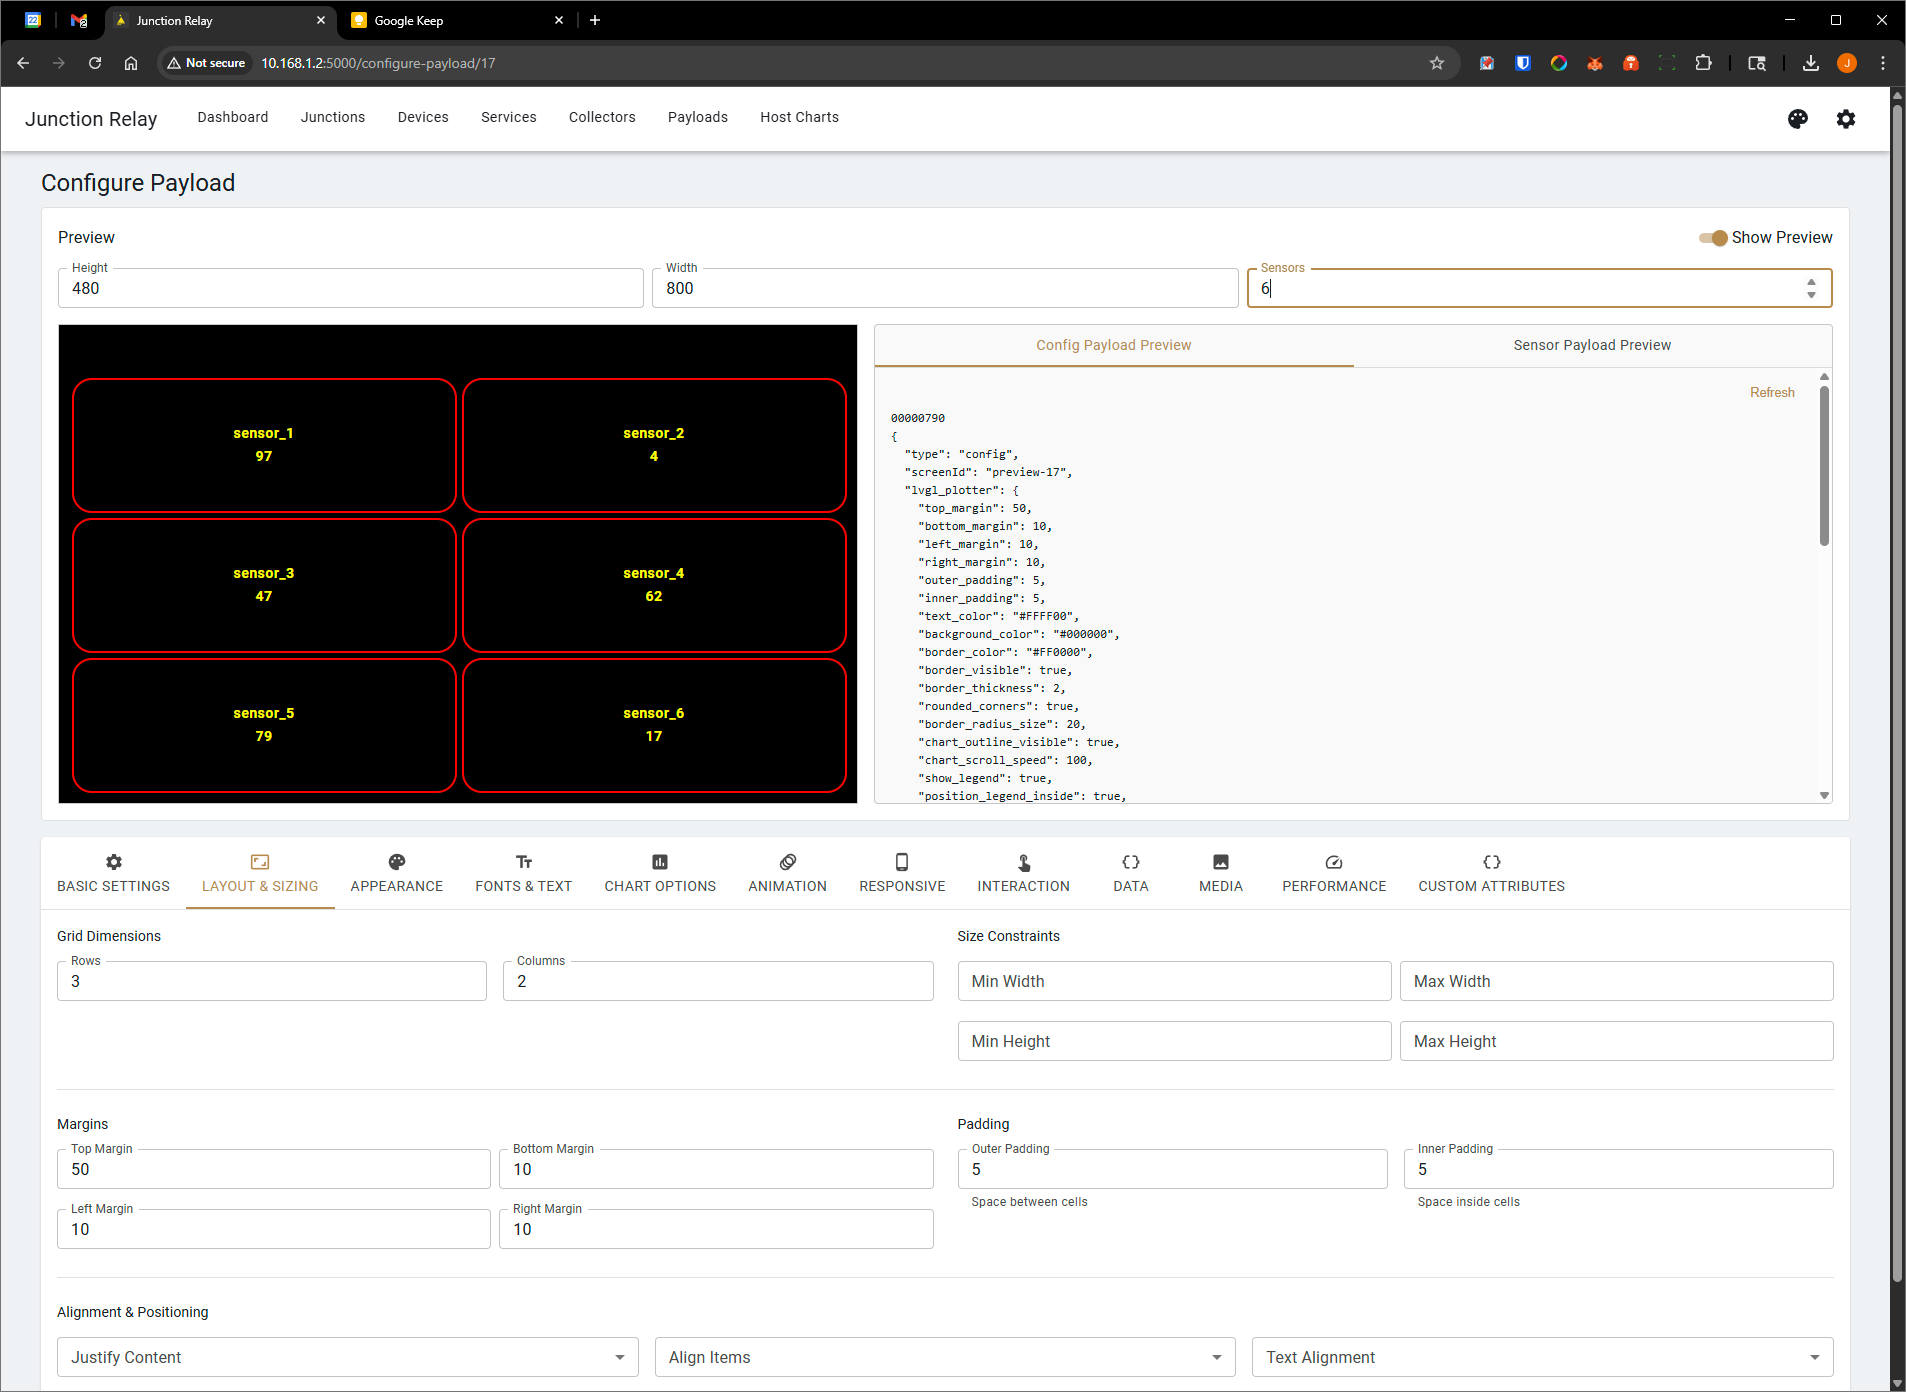 22
2
Junction Relay
Google Keep
Not secure
10.168.1.2:5000/configure-payload/17
J
Junction Relay
Dashboard
Junctions
Devices
Services
Collectors
Payloads
Host Charts
Configure Payload
Preview
Show Preview
Height
480
Width
800
Sensors
6
sensor_1
97
sensor_2
4
sensor_3
47
sensor_4
62
sensor_5
79
sensor_6
17
Config Payload Preview
Sensor Payload Preview
Refresh
00000790
{
"type": "config",
"screenId": "preview-17",
"lvgl_plotter": {
"top_margin": 50,
"bottom_margin": 10,
"left_margin": 10,
"right_margin": 10,
"outer_padding": 5,
"inner_padding": 5,
"text_color": "#FFFF00",
"background_color": "#000000",
"border_color": "#FF0000",
"border_visible": true,
"border_thickness": 2,
"rounded_corners": true,
"border_radius_size": 20,
"chart_outline_visible": true,
"chart_scroll_speed": 100,
"show_legend": true,
"position_legend_inside": true,
BASIC SETTINGS
LAYOUT & SIZING
APPEARANCE
FONTS & TEXT
CHART OPTIONS
ANIMATION
RESPONSIVE
INTERACTION
DATA
MEDIA
PERFORMANCE
CUSTOM ATTRIBUTES
Grid Dimensions
Rows
3
Columns
2
Size Constraints
Min Width
Max Width
Min Height
Max Height
Margins
Top Margin
50
Bottom Margin
10
Left Margin
10
Right Margin
10
Padding
Outer Padding
5
Space between cells
Inner Padding
5
Space inside cells
Alignment & Positioning
Justify Content
Align Items
Text Alignment